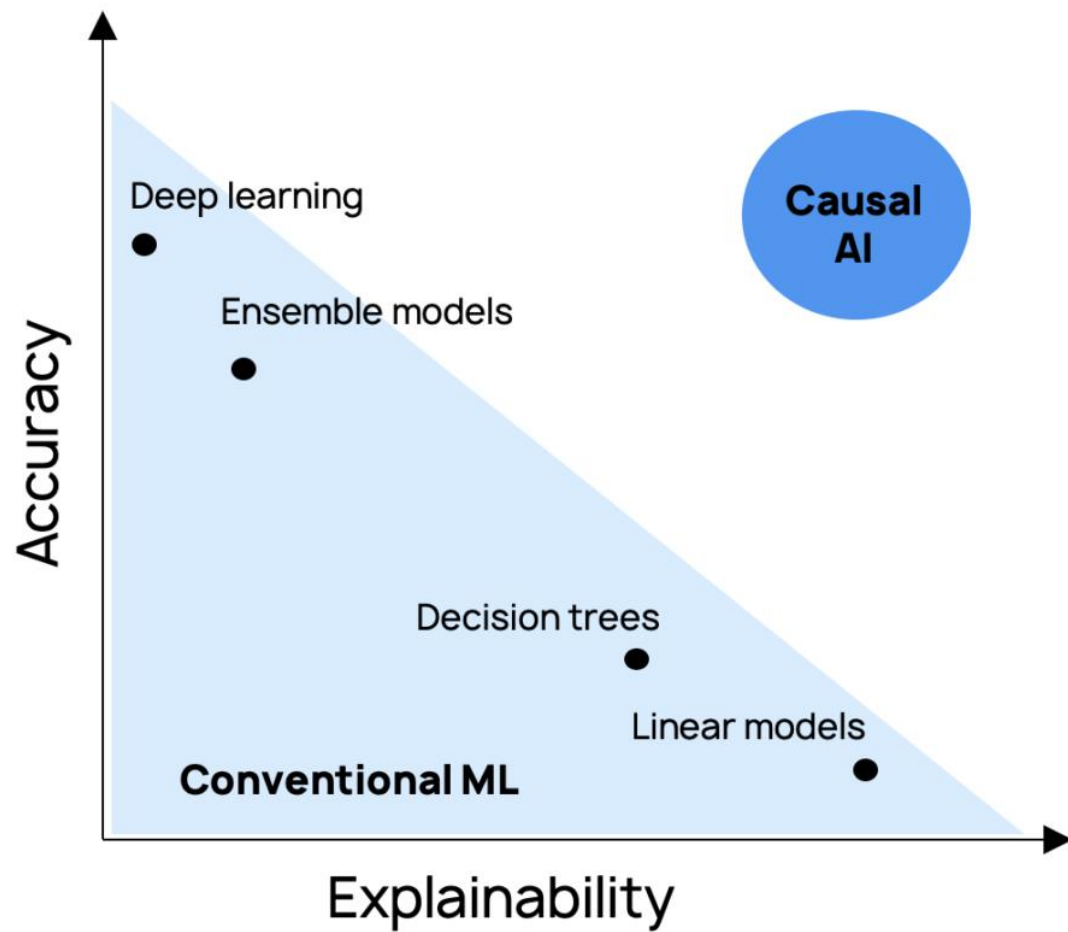 Accuracy
Deep learning
Ensemble models
Causal
AI
Decision trees
Linear models
Conventional ML
Explainability